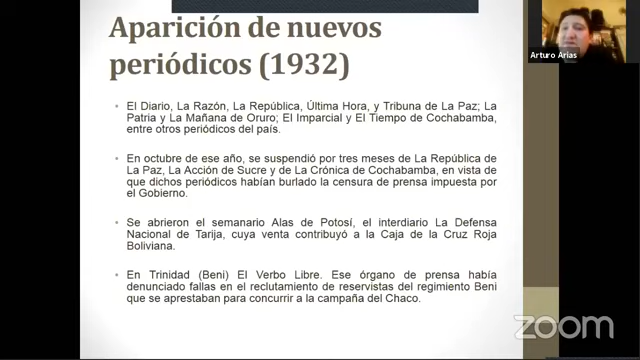 Aparición de nuevos
periódicos (1932)
Arturo Arias
• El Diario, La Razón, La República, Última Hora, y Tribuna de La Paz; La
Patria y La Mañana de Oruro; El Imparcial y El Tiempo de Cochabamba,
entre otros periódicos del país.
• En octubre de ese año, se suspendió por tres meses de La República de
La Paz, La Acción de Sucre y de La Crónica de Cochabamba, en vista de
que dichos periódicos habían burlado la censura de prensa impuesta por
el Gobierno.
• Se abrieron el semanario Alas de Potosí, el interdiario La Defensa
Nacional de Tarija, cuya venta contribuyó a la Caja de la Cruz Roja
Boliviana.
• En Trinidad (Beni) El Verbo Libre. Ese órgano de prensa había
denunciado fallas en el reclutamiento de reservistas del regimiento Beni
que se aprestaban para concurrir a la campaña del Chaco.
zoom